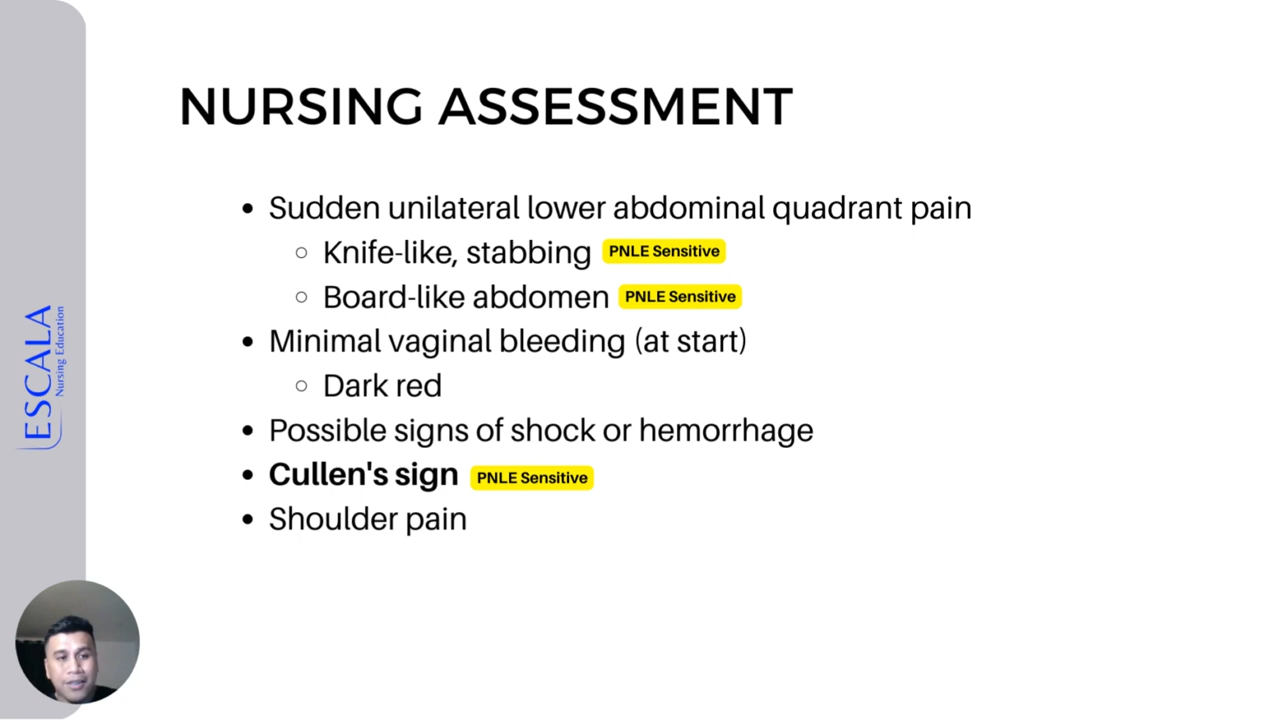 NURSING ASSESSMENT
Sudden unilateral lower abdominal quadrant pain
Knife-like, stabbing PNLE Sensitive
Board-like abdomen PNLE Sensitive
Minimal vaginal bleeding (at start)
Dark red
Possible signs of shock or hemorrhage
Cullen's sign PNLE Sensitive
Shoulder pain
ESCALA
Nursing Education